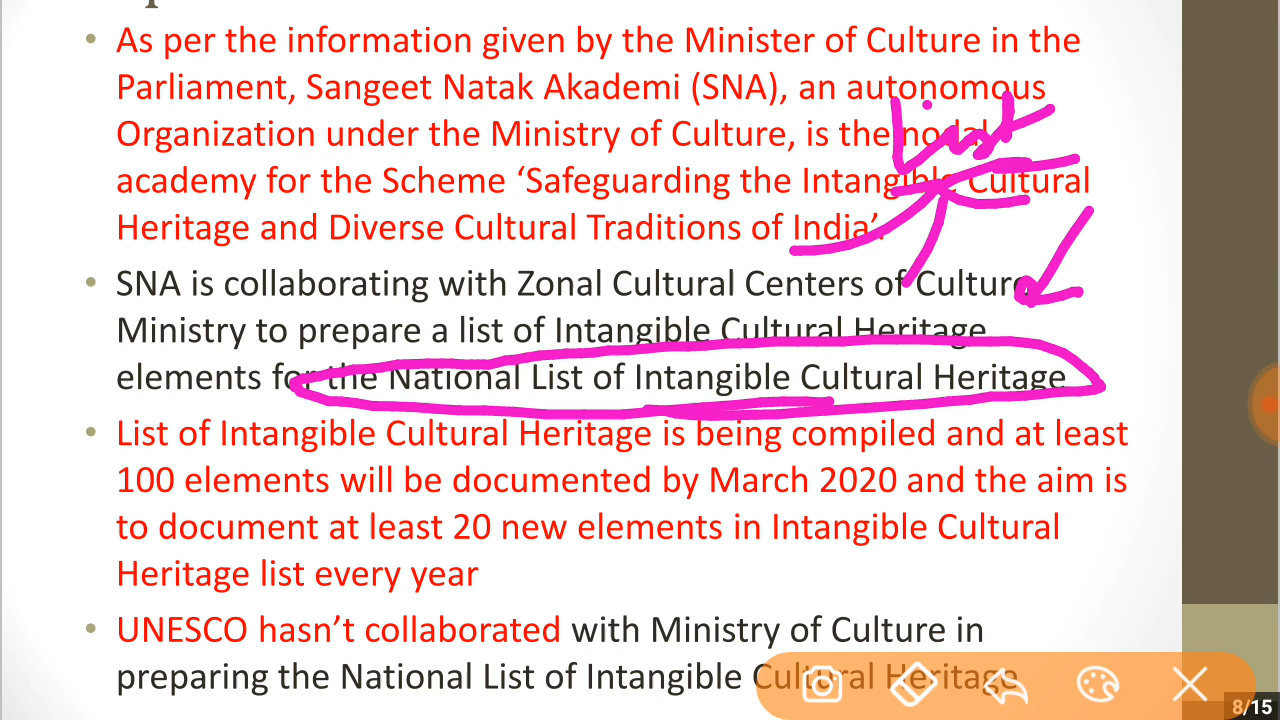 • As per the information given by the Minister of Culture in the
Parliament, Sangeet Natak Akademi (SNA), an autonomous
List
Organization under the Ministry of Culture, is the nodal
academy for the Scheme ‘Safeguarding the Intangible Cultural
Heritage and Diverse Cultural Traditions of India’.
• SNA is collaborating with Zonal Cultural Centers of Culture
Ministry to prepare a list of Intangible Cultural Heritage
elements for the National List of Intangible Cultural Heritage
• List of Intangible Cultural Heritage is being compiled and at least
100 elements will be documented by March 2020 and the aim is
to document at least 20 new elements in Intangible Cultural
Heritage list every year
• UNESCO hasn’t collaborated with Ministry of Culture in
preparing the National List of Intangible Cultural Heritage
8/15